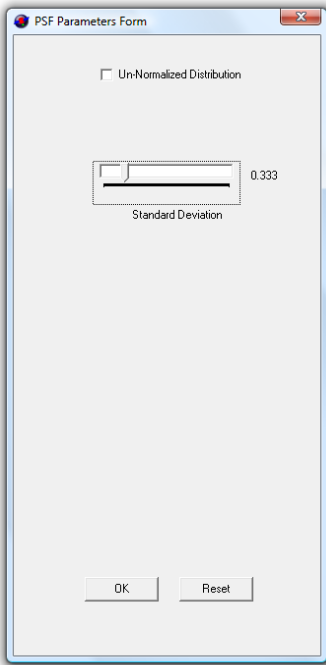 PSF Parameters Form
Un-Normalized Distribution
0.333
Standard Deviation
OK
Reset